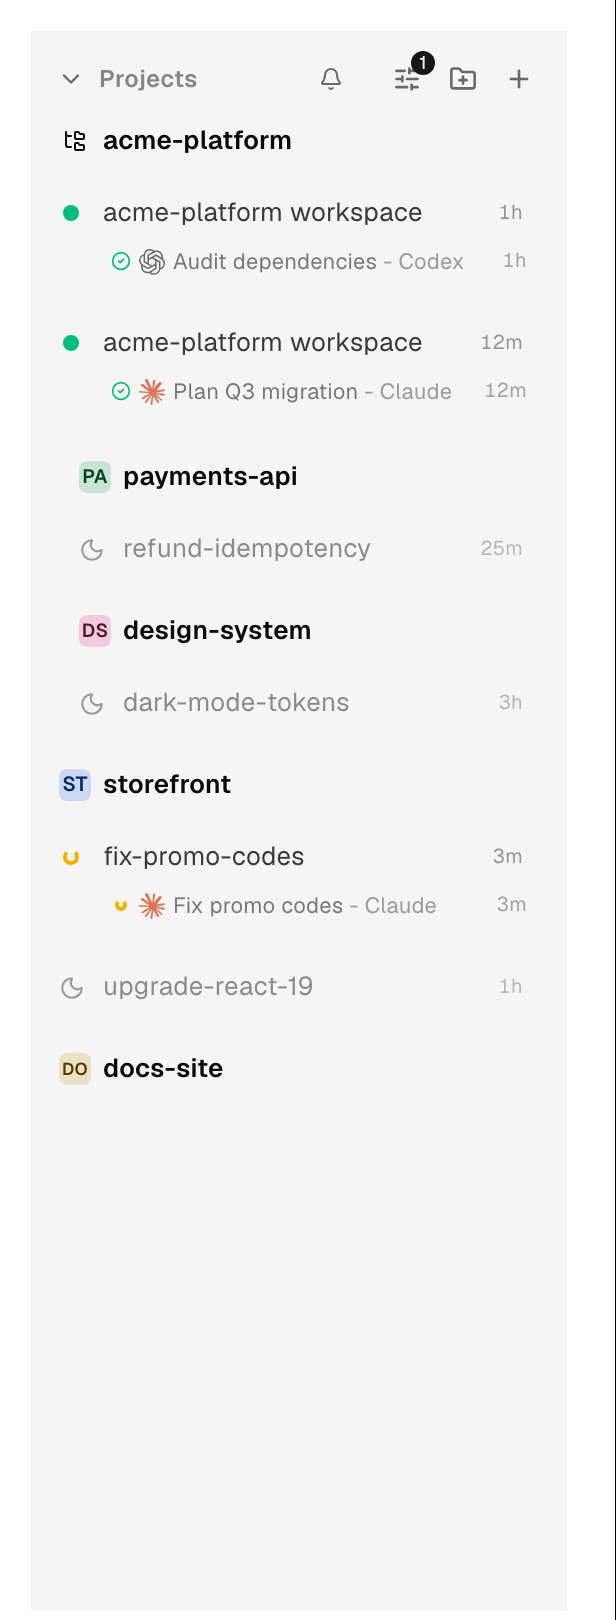 Projects 1
acme-platform
acme-platform workspace 1h
Audit dependencies - Codex 1h
acme-platform workspace 12m
Plan Q3 migration - Claude 12m
PA payments-api
refund-idempotency 25m
DS design-system
dark-mode-tokens 3h
ST storefront
fix-promo-codes 3m
Fix promo codes - Claude 3m
upgrade-react-19 1h
DO docs-site